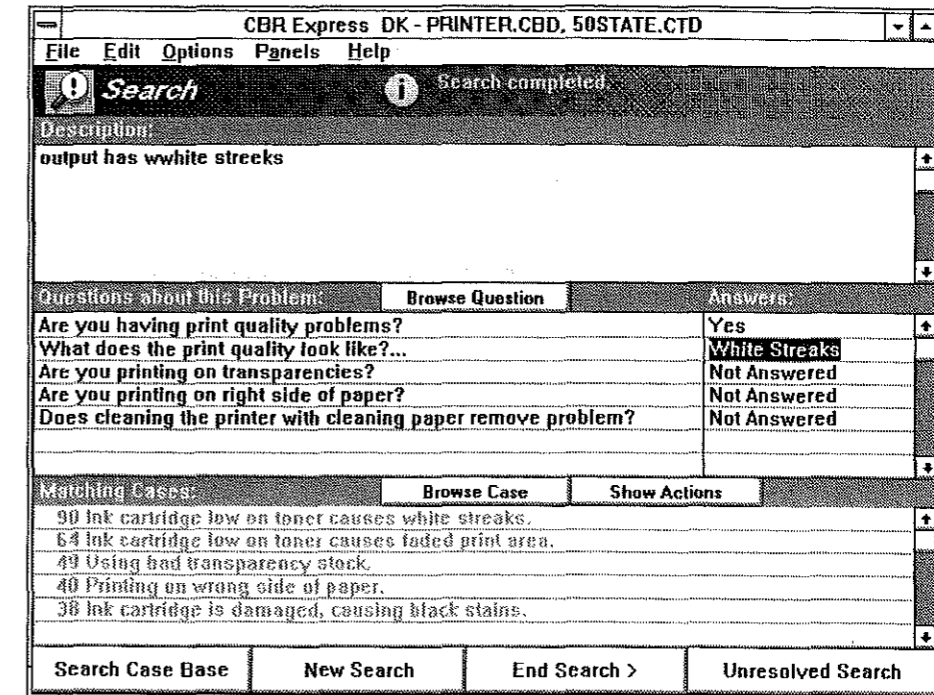 CBR Express DK - PRINTER.CBD, 50STATE.CTD
File Edit Options Panels Help
Search
Search completed.
Description:
output has wwhite streeks
Questions about this Problem: Browse Question Answers:
Are you having print quality problems? Yes
What does the print quality look like?... White Streaks
Are you printing on transparencies? Not Answered
Are you printing on right side of paper? Not Answered
Does cleaning the printer with cleaning paper remove problem? Not Answered
Matching Cases: Browse Case Show Actions
90 Ink cartridge low on toner causes white streaks.
64 Ink cartridge low on toner causes faded print area.
49 Using bad transparency stock.
40 Printing on wrong side of paper.
38 Ink cartridge is damaged, causing black stains.
Search Case Base New Search End Search > Unresolved Search